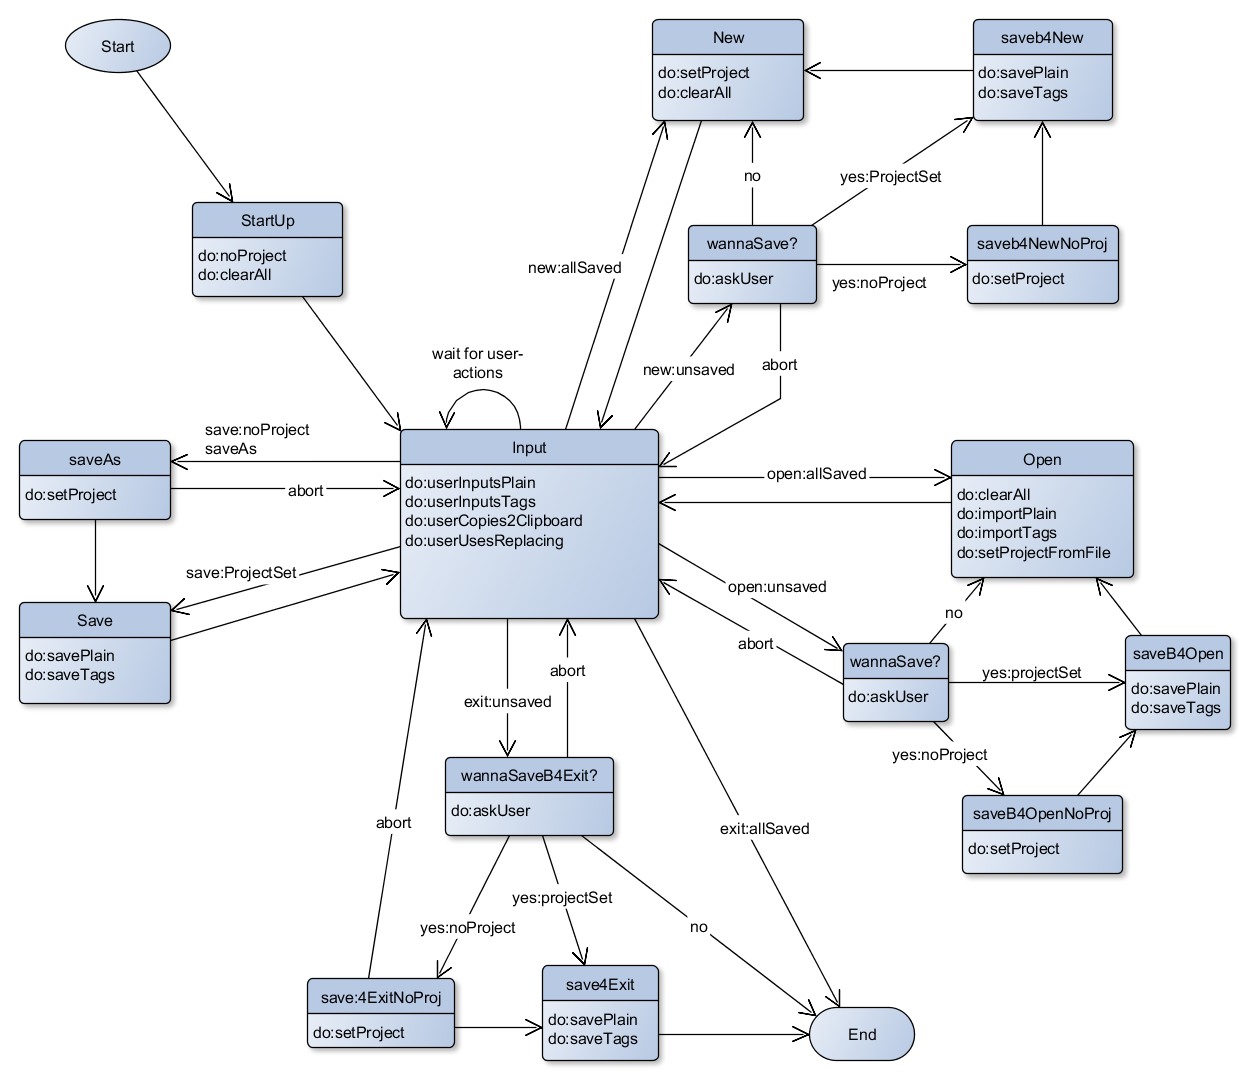 Start
New
do:setProject
do:clearAll
saveb4New
do:savePlain
do:saveTags
no
yes:ProjectSet
StartUp
do:noProject
do:clearAll
wannaSave?
do:askUser
saveb4NewNoProj
do:setProject
new:allSaved
yes:noProject
wait for user-
actions
new:unsaved
abort
save:noProject
saveAs
saveAs
do:setProject
abort
Input
do:userInputsPlain
do:userInputsTags
do:userCopies2Clipboard
do:userUsesReplacing
open:allSaved
Open
do:clearAll
do:importPlain
do:importTags
do:setProjectFromFile
save:ProjectSet
open:unsaved
no
Save
do:savePlain
do:saveTags
abort
wannaSave?
do:askUser
yes:projectSet
saveB4Open
do:savePlain
do:saveTags
exit:unsaved
abort
yes:noProject
wannaSaveB4Exit?
do:askUser
saveB4OpenNoProj
do:setProject
abort
exit:allSaved
yes:projectSet
yes:noProject
no
save:4ExitNoProj
do:setProject
save4Exit
do:savePlain
do:saveTags
End